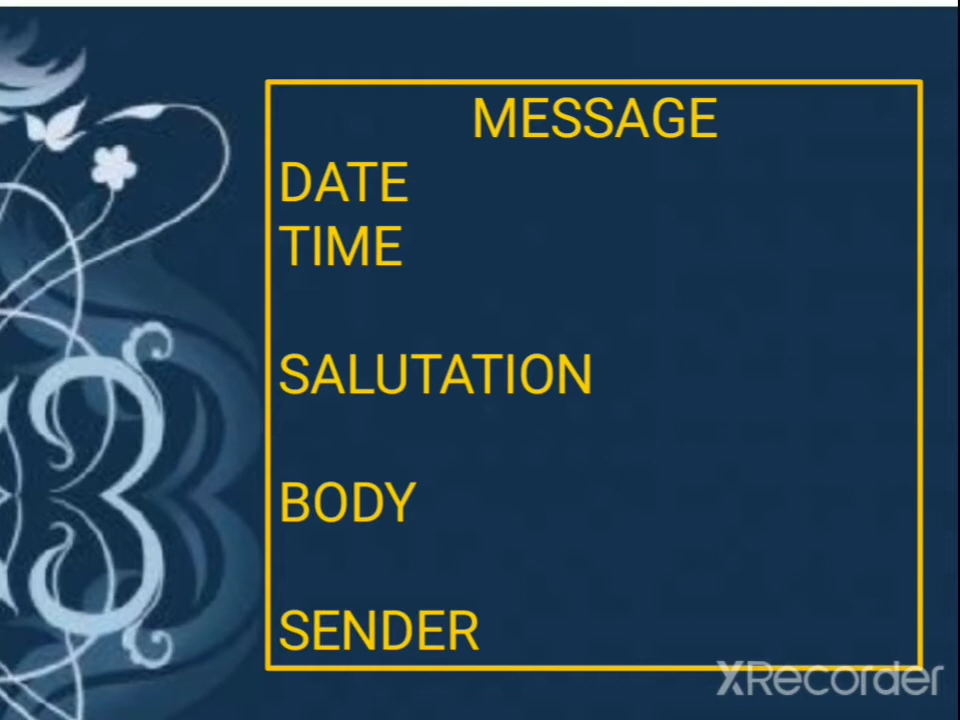 MESSAGE
DATE
TIME
SALUTATION
BODY
SENDER
XRecorder